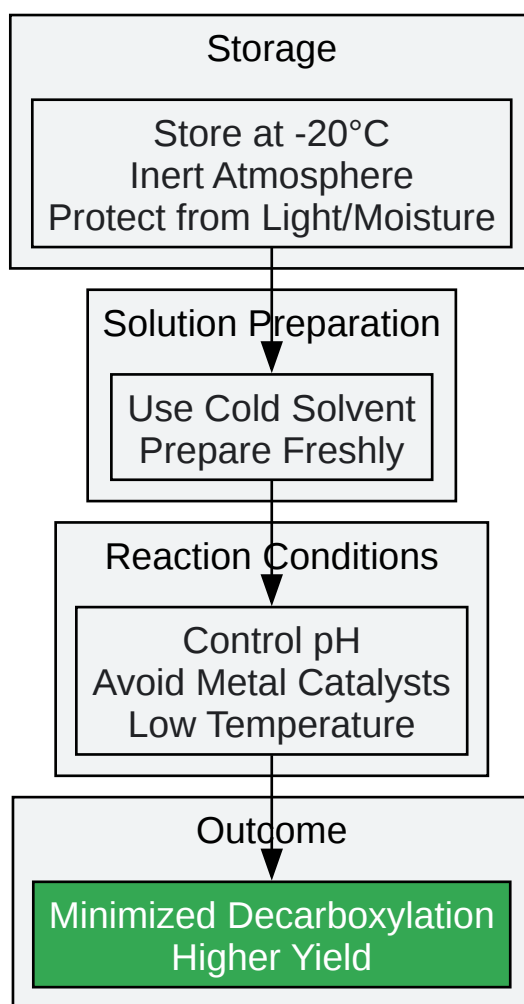 Storage
Store at -20°C
Inert Atmosphere
Protect from Light/Moisture
Solution Preparation
Use Cold Solvent
Prepare Freshly
Reaction Conditions
Control pH
Avoid Metal Catalysts
Low Temperature
Outcome
Minimized Decarboxylation
Higher Yield